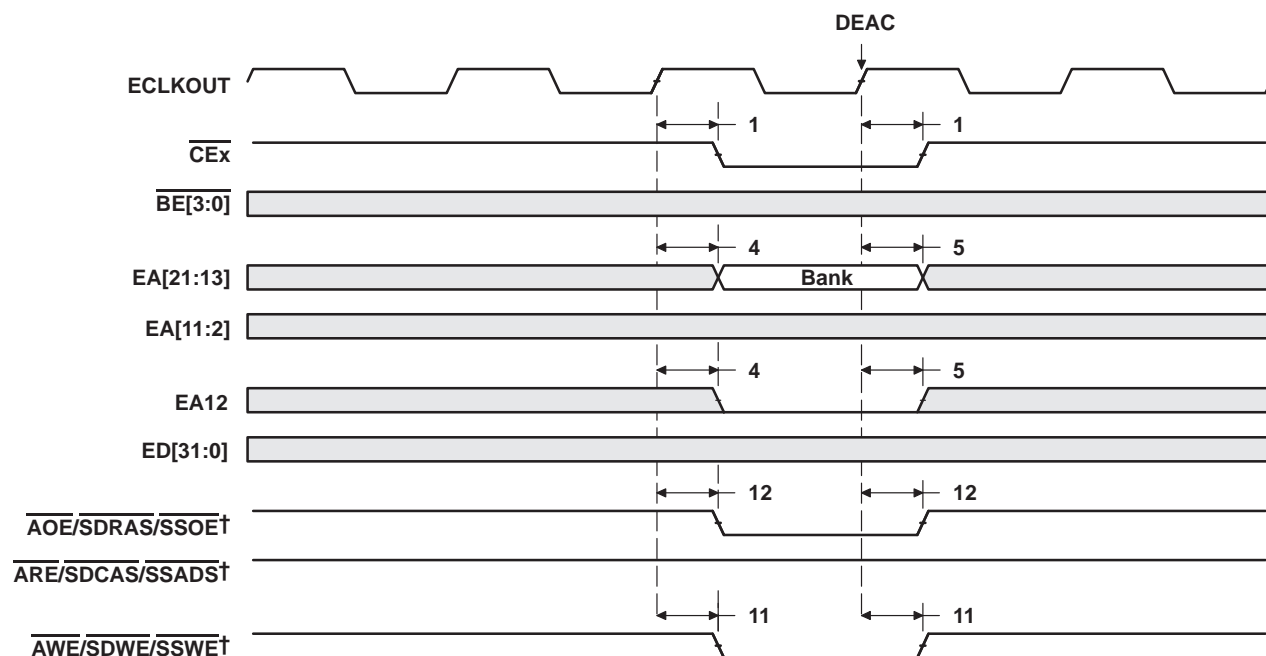 DEAC
ECLKOUT
1 1
CEx
BE[3:0]
4 5
EA[21:13] Bank
EA[11:2]
4 5
EA12
ED[31:0]
12 12
AOE/SDRAS/SSOE†
ARE/SDCAS/SSADS†
11 11
AWE/SDWE/SSWE†